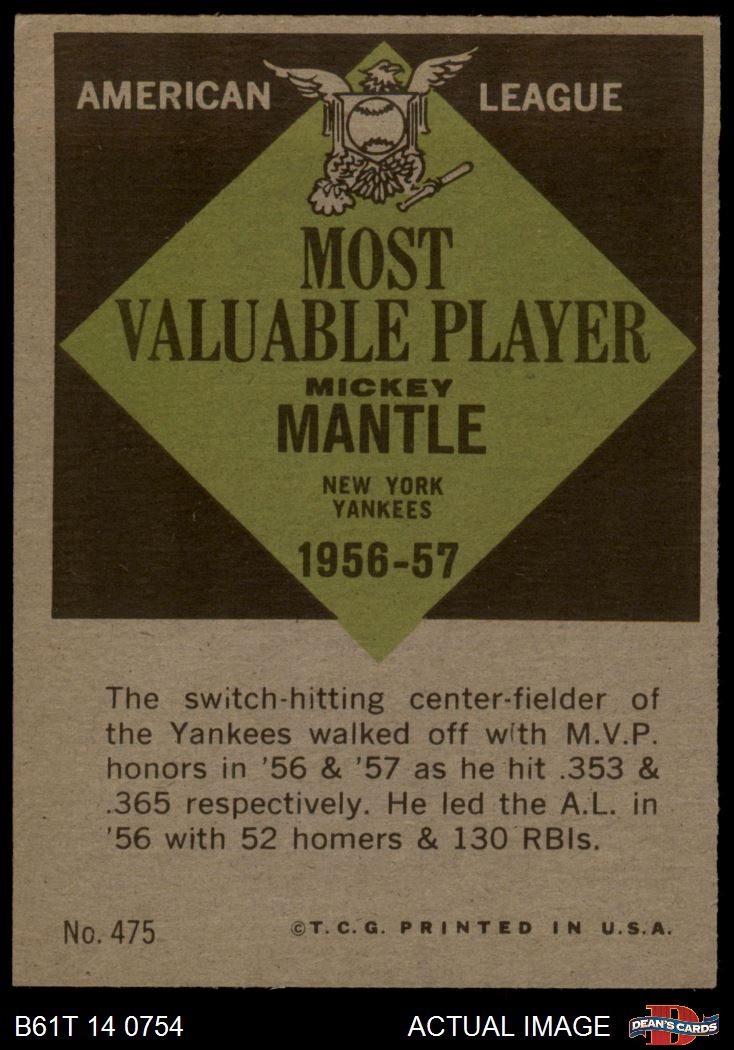 AMERICAN LEAGUE
MOST
VALUABLE PLAYER
MICKEY
MANTLE
NEW YORK
YANKEES
1956-57
The switch-hitting center-fielder of
the Yankees walked off with M.V.P.
honors in '56 & '57 as he hit .353 &
.365 respectively. He led the A.L. in
'56 with 52 homers & 130 RBIs.
No. 475 ©T.C.G. PRINTED IN U.S.A.
B61T 14 0754 ACTUAL IMAGE DEAN'S CARDS